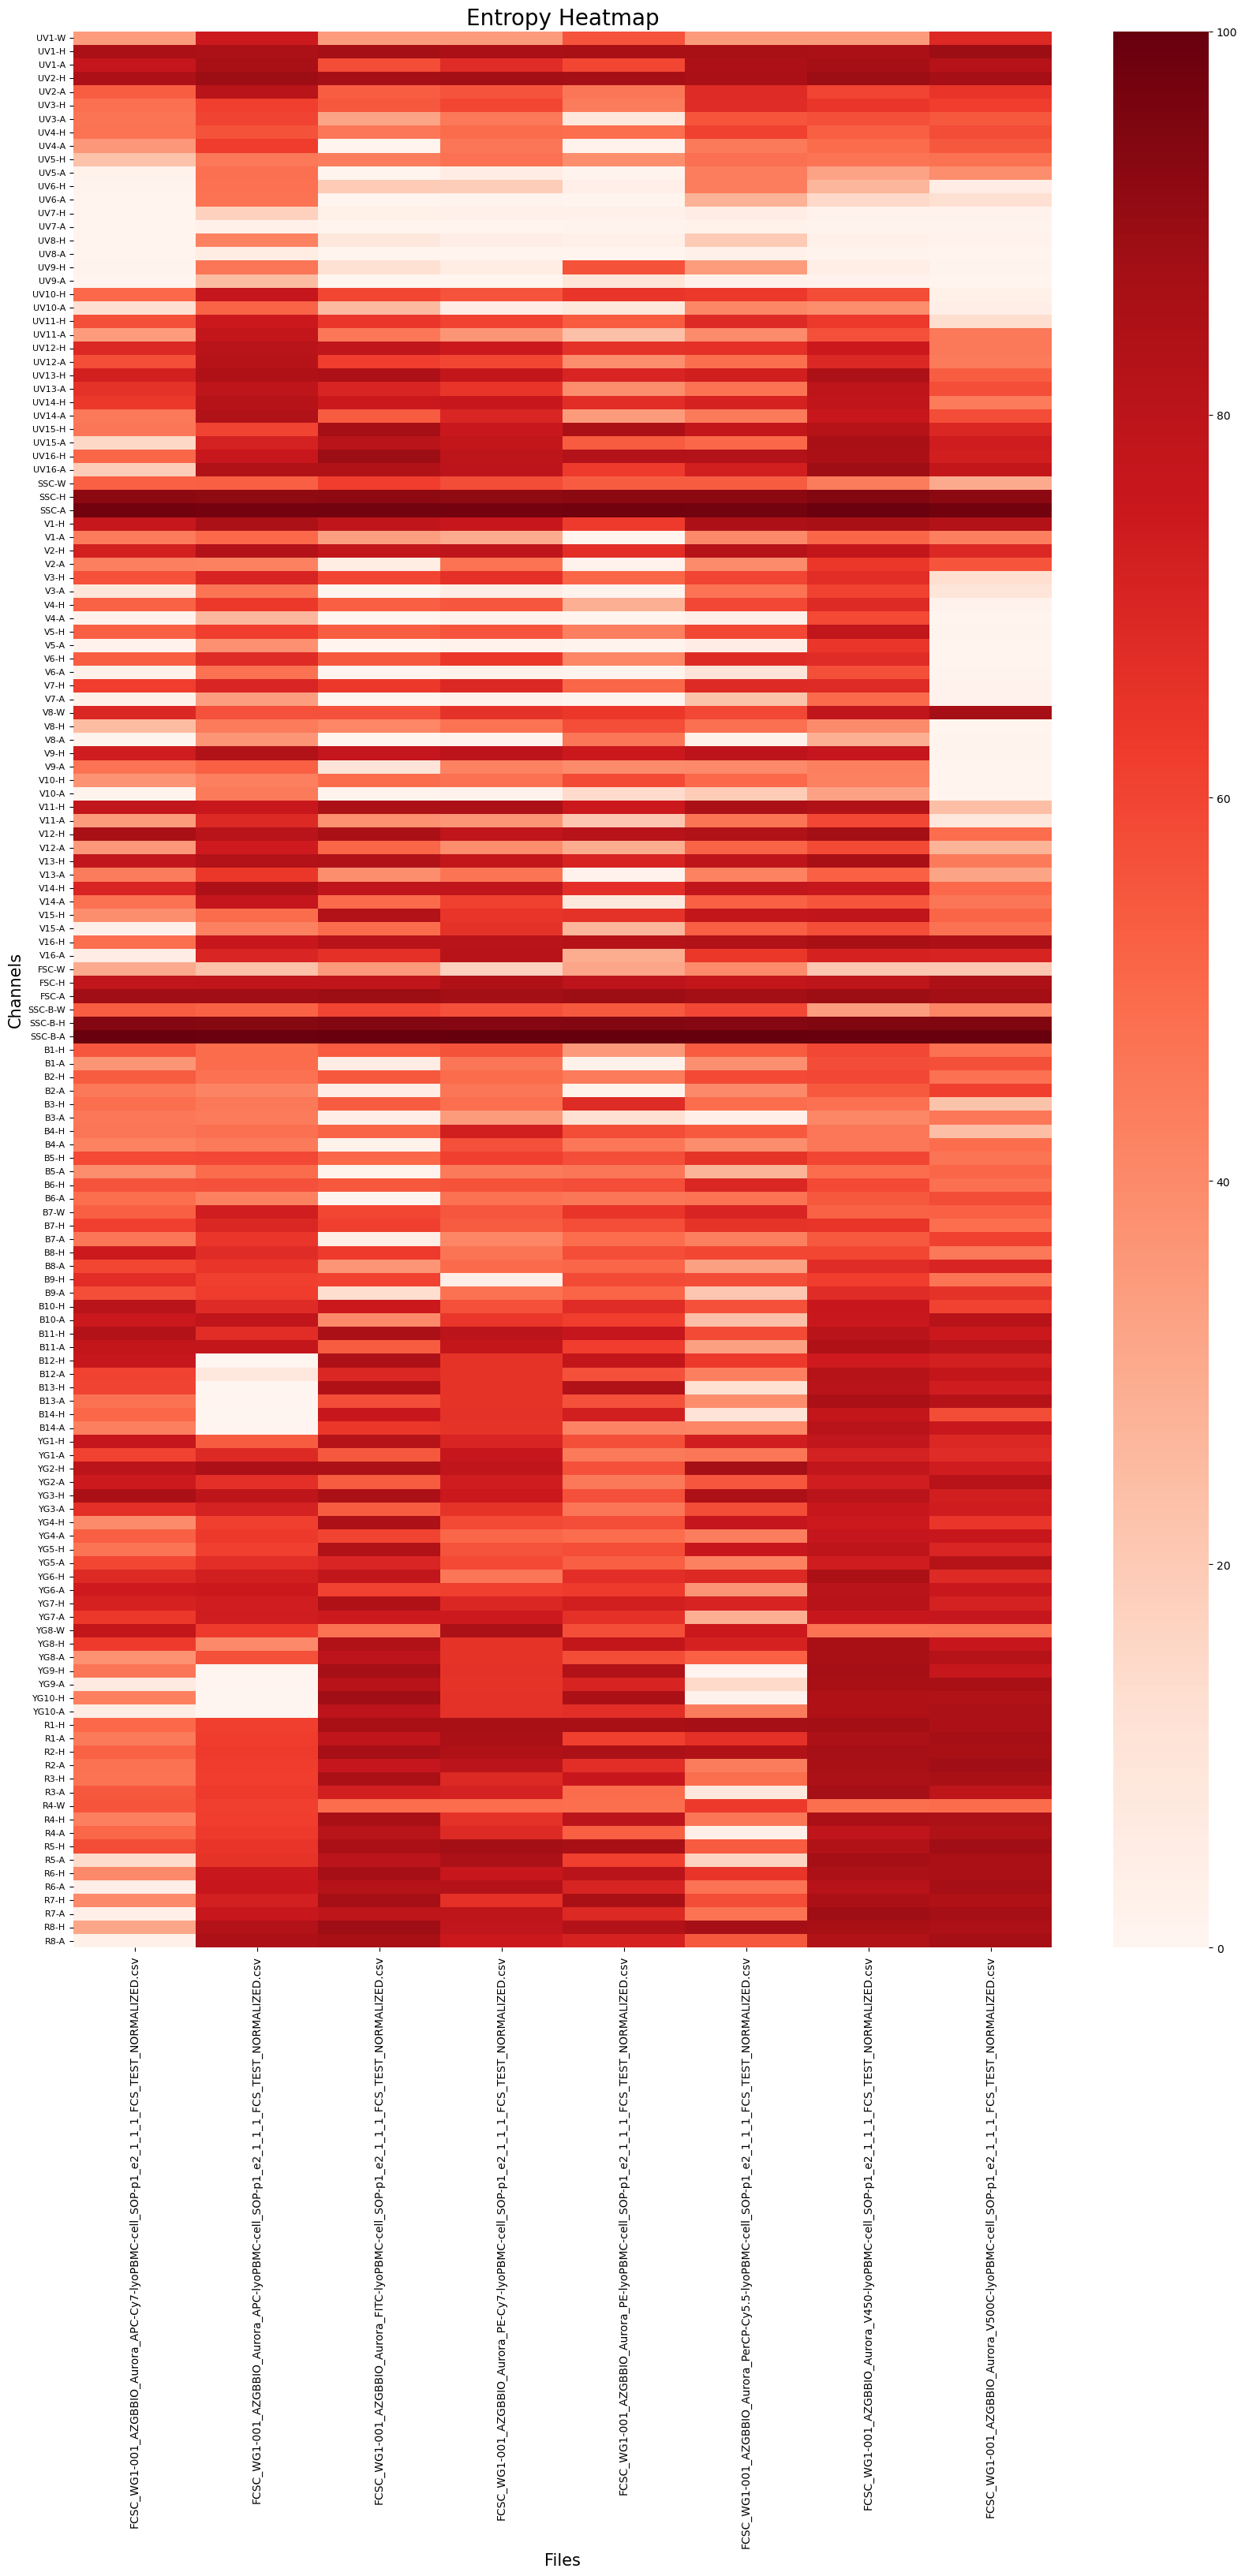 Entropy Heatmap
Channels
UV1-W
UV1-H
UV1-A
UV2-H
UV2-A
UV3-H
UV3-A
UV4-H
UV4-A
UV5-H
UV5-A
UV6-H
UV6-A
UV7-H
UV7-A
UV8-H
UV8-A
UV9-H
UV9-A
UV10-H
UV10-A
UV11-H
UV11-A
UV12-H
UV12-A
UV13-H
UV13-A
UV14-H
UV14-A
UV15-H
UV15-A
UV16-H
UV16-A
SSC-W
SSC-H
SSC-A
V1-H
V1-A
V2-H
V2-A
V3-H
V3-A
V4-H
V4-A
V5-H
V5-A
V6-H
V6-A
V7-H
V7-A
V8-W
V8-H
V8-A
V9-H
V9-A
V10-H
V10-A
V11-H
V11-A
V12-H
V12-A
V13-H
V13-A
V14-H
V14-A
V15-H
V15-A
V16-H
V16-A
FSC-W
FSC-H
FSC-A
SSC-B-W
SSC-B-H
SSC-B-A
B1-H
B1-A
B2-H
B2-A
B3-H
B3-A
B4-H
B4-A
B5-H
B5-A
B6-H
B6-A
B7-W
B7-H
B7-A
B8-H
B8-A
B9-H
B9-A
B10-H
B10-A
B11-H
B11-A
B12-H
B12-A
B13-H
B13-A
B14-H
B14-A
YG1-H
YG1-A
YG2-H
YG2-A
YG3-H
YG3-A
YG4-H
YG4-A
YG5-H
YG5-A
YG6-H
YG6-A
YG7-H
YG7-A
YG8-W
YG8-H
YG8-A
YG9-H
YG9-A
YG10-H
YG10-A
R1-H
R1-A
R2-H
R2-A
R3-H
R3-A
R4-W
R4-H
R4-A
R5-H
R5-A
R6-H
R6-A
R7-H
R7-A
R8-H
R8-A
FCSC_WG1-001_AZGBBIO_Aurora_APC-Cy7-lyoPBMC-cell_SOP-p1_e2_1_1_1_FCS_TEST_NORMALIZED.csv
FCSC_WG1-001_AZGBBIO_Aurora_APC-lyoPBMC-cell_SOP-p1_e2_1_1_1_FCS_TEST_NORMALIZED.csv
FCSC_WG1-001_AZGBBIO_Aurora_FITC-lyoPBMC-cell_SOP-p1_e2_1_1_1_FCS_TEST_NORMALIZED.csv
FCSC_WG1-001_AZGBBIO_Aurora_PE-Cy7-lyoPBMC-cell_SOP-p1_e2_1_1_1_FCS_TEST_NORMALIZED.csv
FCSC_WG1-001_AZGBBIO_Aurora_PE-lyoPBMC-cell_SOP-p1_e2_1_1_1_FCS_TEST_NORMALIZED.csv
FCSC_WG1-001_AZGBBIO_Aurora_PerCP-Cy5.5-lyoPBMC-cell_SOP-p1_e2_1_1_1_FCS_TEST_NORMALIZED.csv
FCSC_WG1-001_AZGBBIO_Aurora_V450-lyoPBMC-cell_SOP-p1_e2_1_1_1_FCS_TEST_NORMALIZED.csv
FCSC_WG1-001_AZGBBIO_Aurora_V500C-lyoPBMC-cell_SOP-p1_e2_1_1_1_FCS_TEST_NORMALIZED.csv
Files
100
80
60
40
20
0